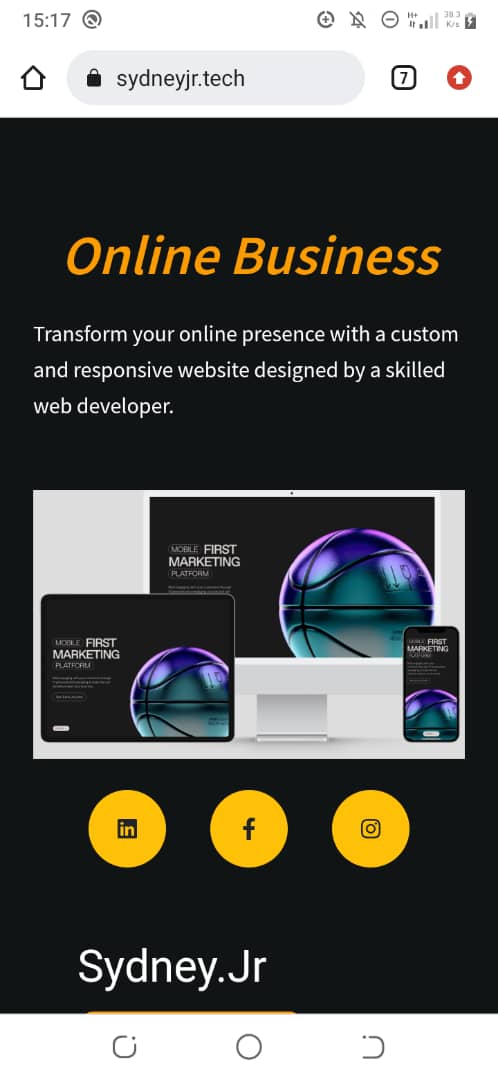 15:17
H+
38.3
K/s
sydneyjr.tech
7
Online Business
Transform your online presence with a custom
and responsive website designed by a skilled
web developer.
MOBILE FIRST
MARKETING
PLATFORM
MOBILE FIRST
MARKETING
PLATFORM
MOBILE FIRST
MARKETING
PLATFORM
in
f
Sydney.Jr